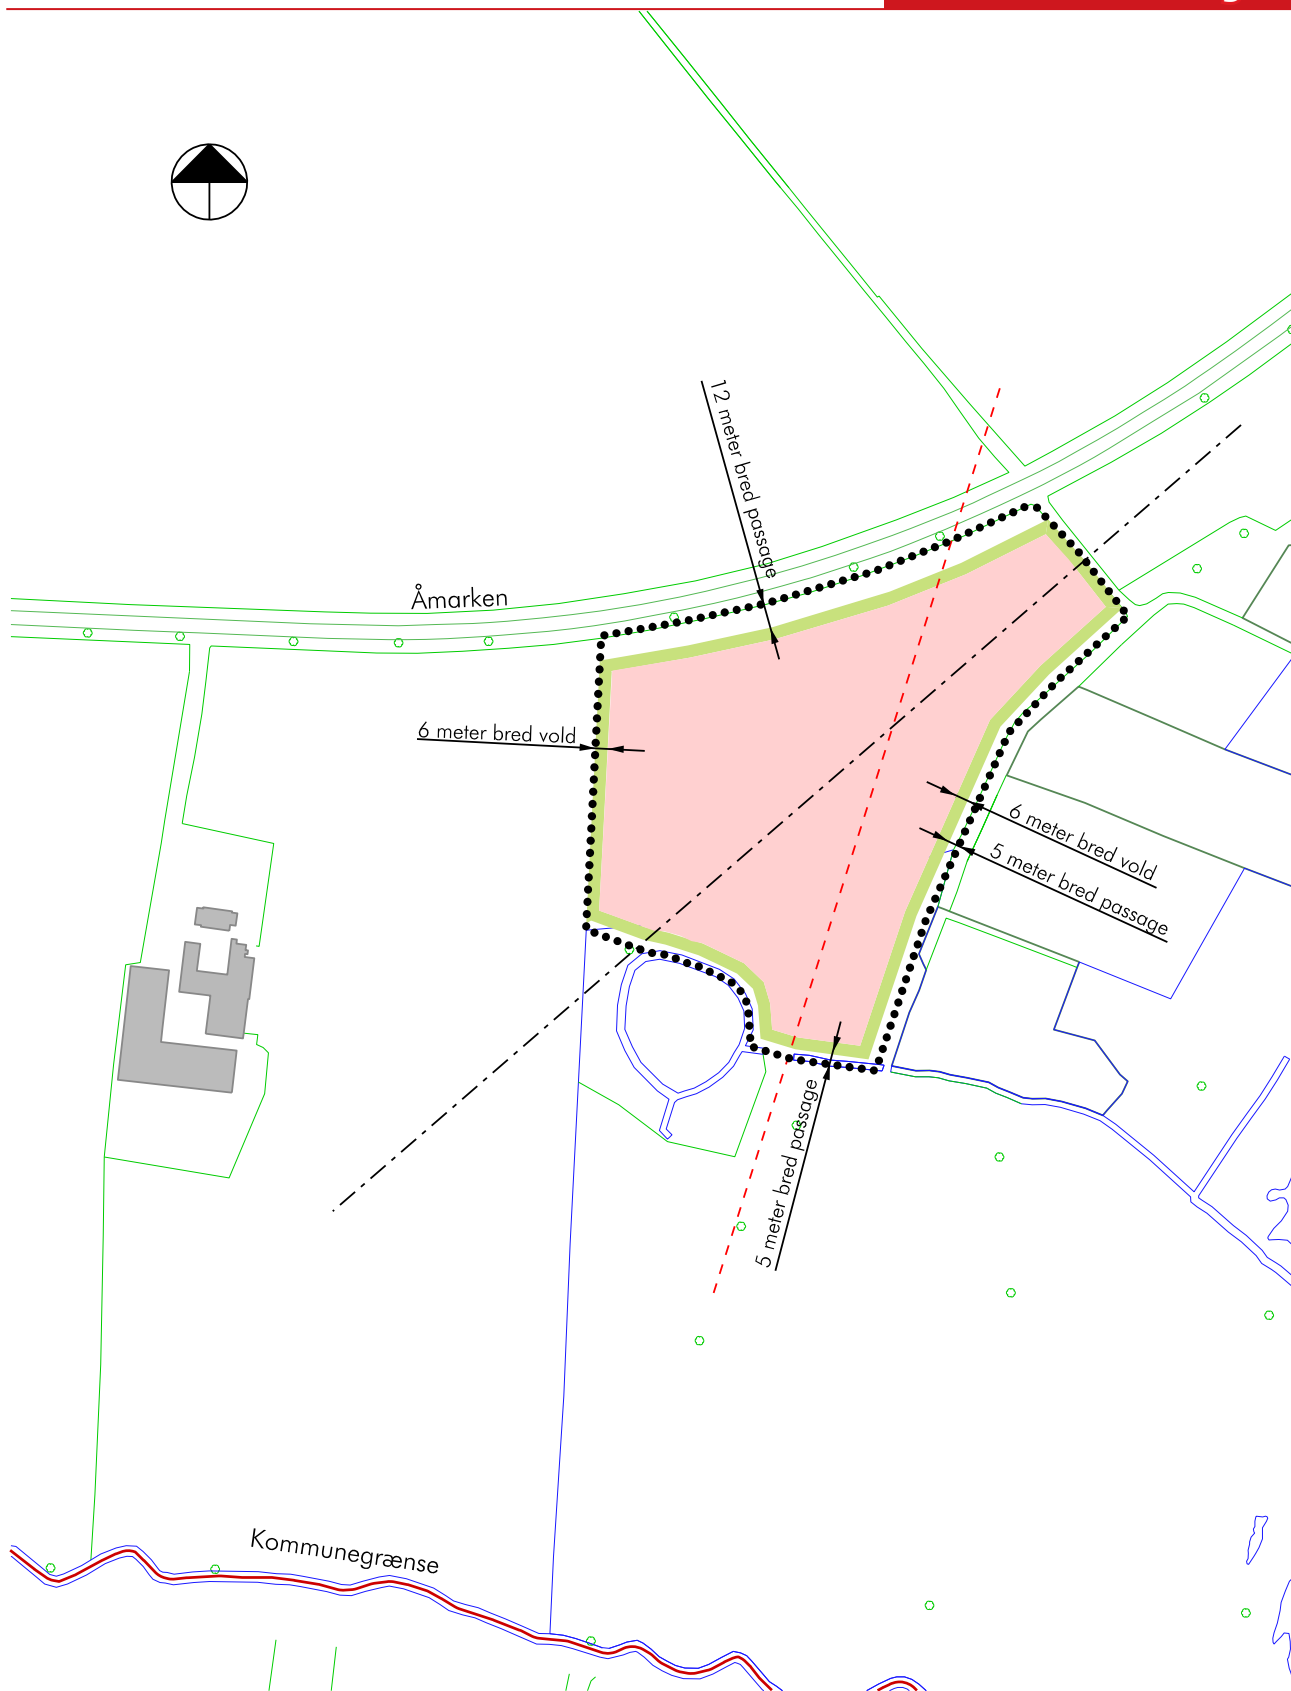 12 meter bred passage
Åmarken
6 meter bred vold
6 meter bred vold
5 meter bred passage
5 meter bred passage
Kommunegrænse